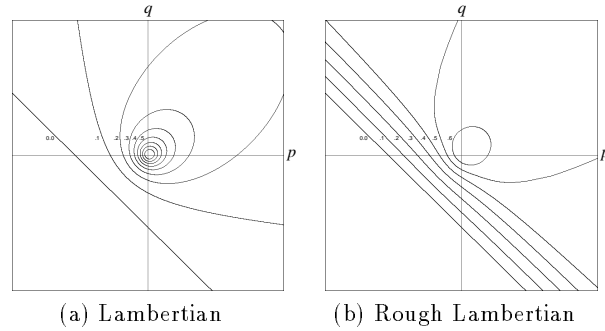 q
q
0.0 .1 .2 .3 .4 .5
p
0.0 .1 .2 .3 .4 .5 .6
p
(a) Lambertian
(b) Rough Lambertian